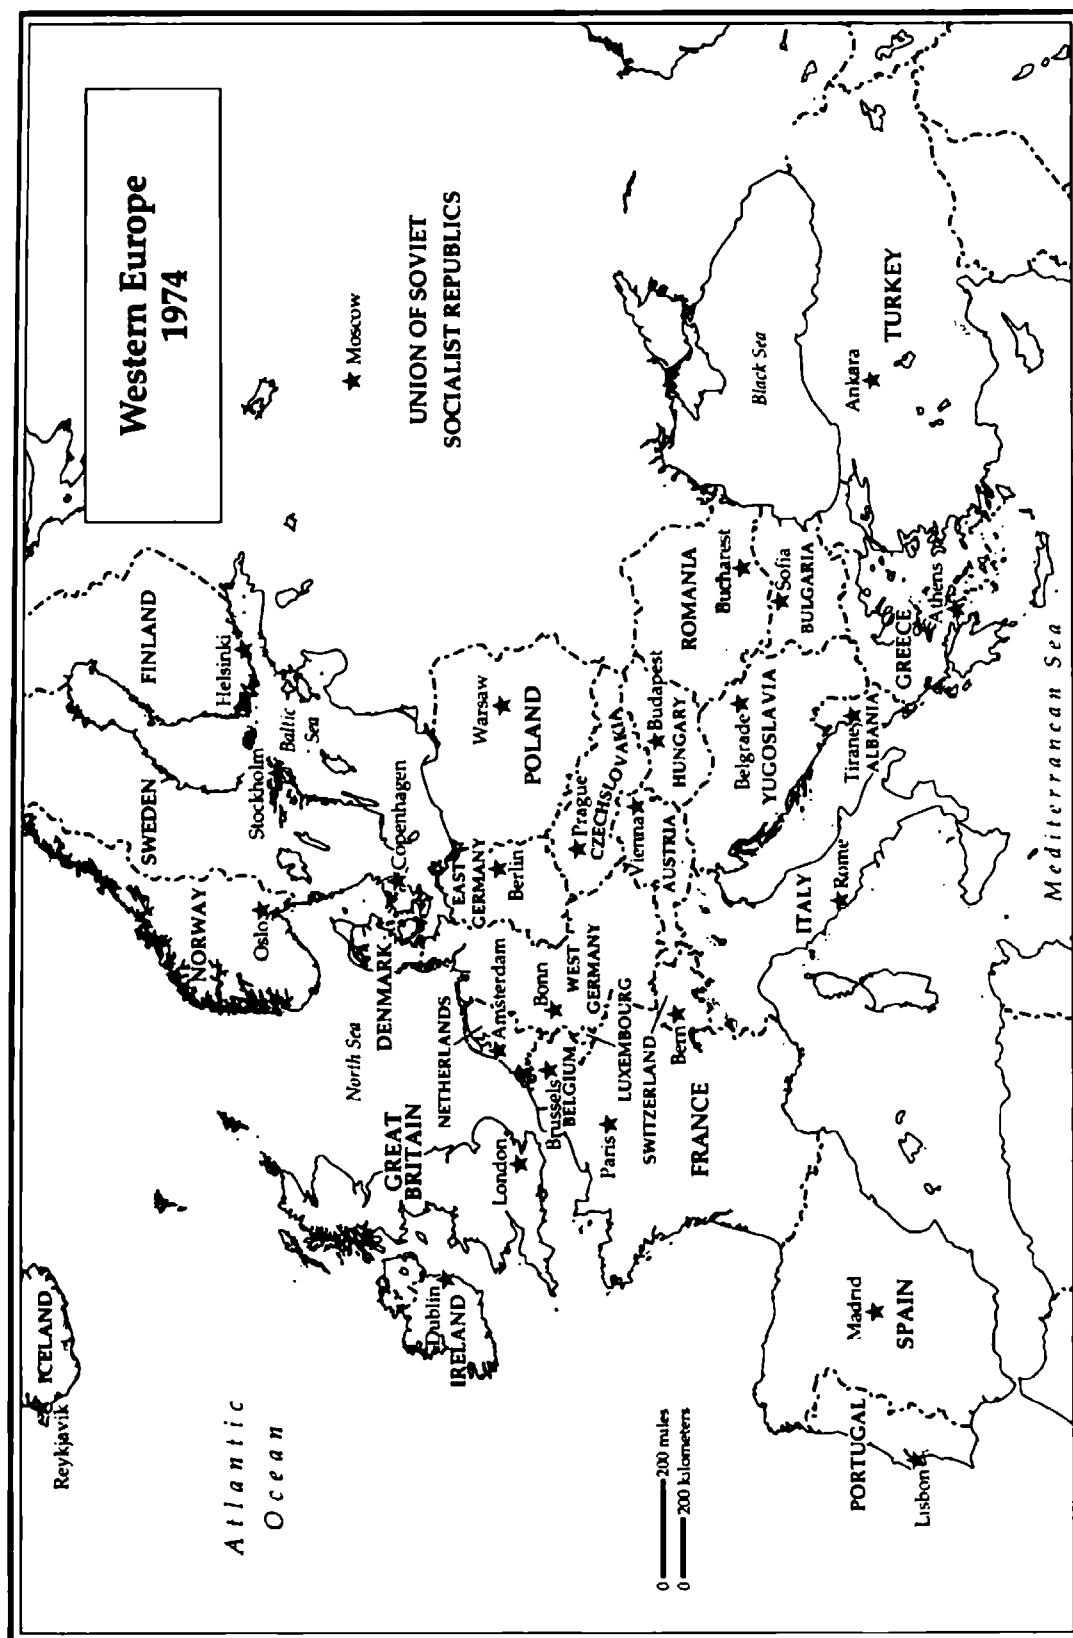 Western Europe
1974
ICELAND
Reykjavik
Atlantic
Ocean
NORWAY
Oslo
SWEDEN
Stockholm
FINLAND
Helsinki
Baltic
Sea
North Sea
DENMARK
Copenhagen
UNION OF SOVIET
SOCIALIST REPUBLICS
Moscow
IRELAND
Dublin
GREAT
BRITAIN
London
NETHERLANDS
Amsterdam
Brussels
BELGIUM
LUXEMBOURG
Bonn
WEST
GERMANY
EAST
GERMANY
Berlin
Warsaw
POLAND
Prague
CZECHSLOVAKIA
Vienna
AUSTRIA
Budapest
HUNGARY
SWITZERLAND
Bern
Paris
FRANCE
ROMANIA
Bucharest
Belgrade
YUGOSLAVIA
Sofia
BULGARIA
Black Sea
Tirane
ALBANIA
GREECE
Athens
Ankara
TURKEY
ITALY
Rome
Madrid
SPAIN
PORTUGAL
Lisbon
Mediterranean Sea
0 200 miles
0 200 kilometers